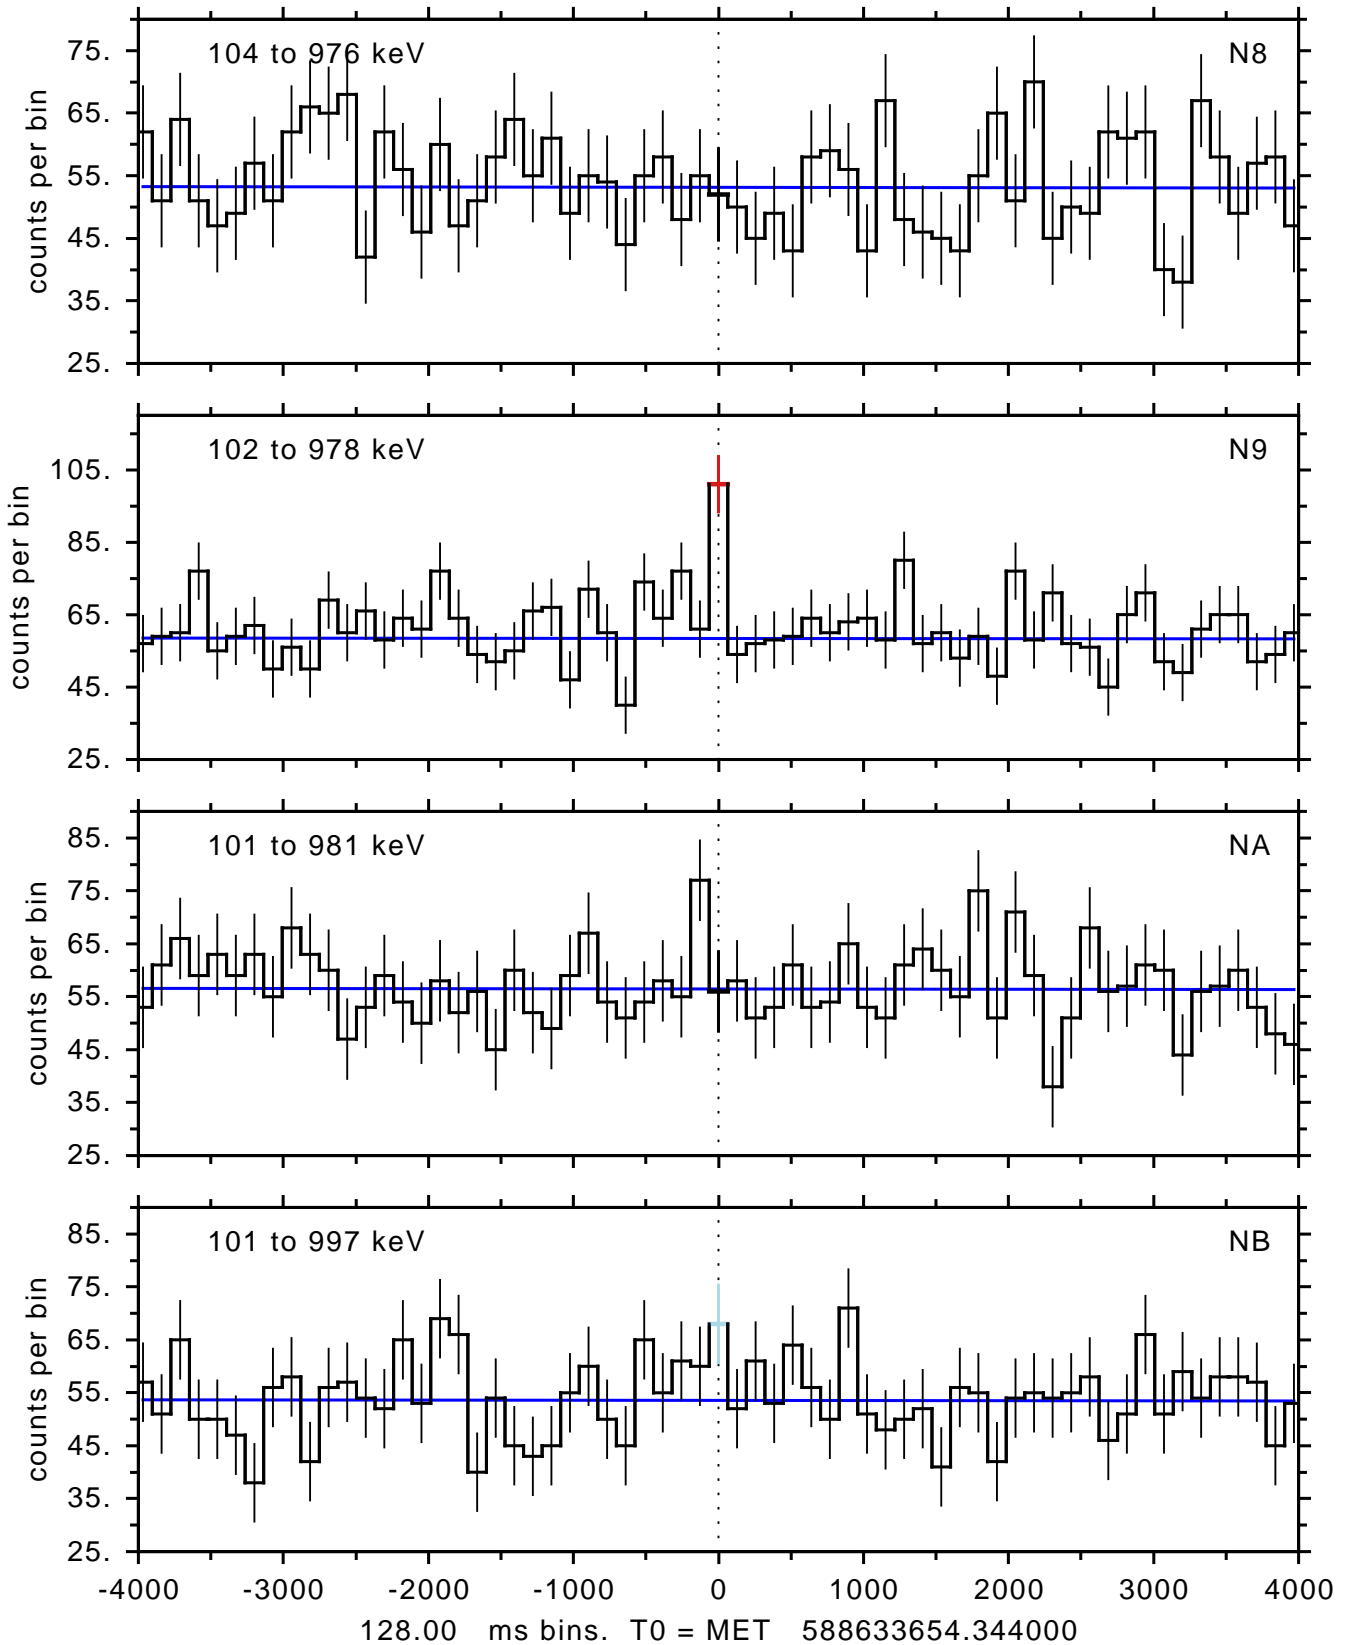 104 to 976 keV N8
75.
65.
55.
45.
35.
25.
counts per bin
102 to 978 keV N9
105.
85.
65.
45.
25.
counts per bin
101 to 981 keV NA
85.
75.
65.
55.
45.
35.
25.
counts per bin
101 to 997 keV NB
85.
75.
65.
55.
45.
35.
25.
counts per bin
-4000 -3000 -2000 -1000 0 1000 2000 3000 4000
128.00 ms bins. T0 = MET 588633654.344000